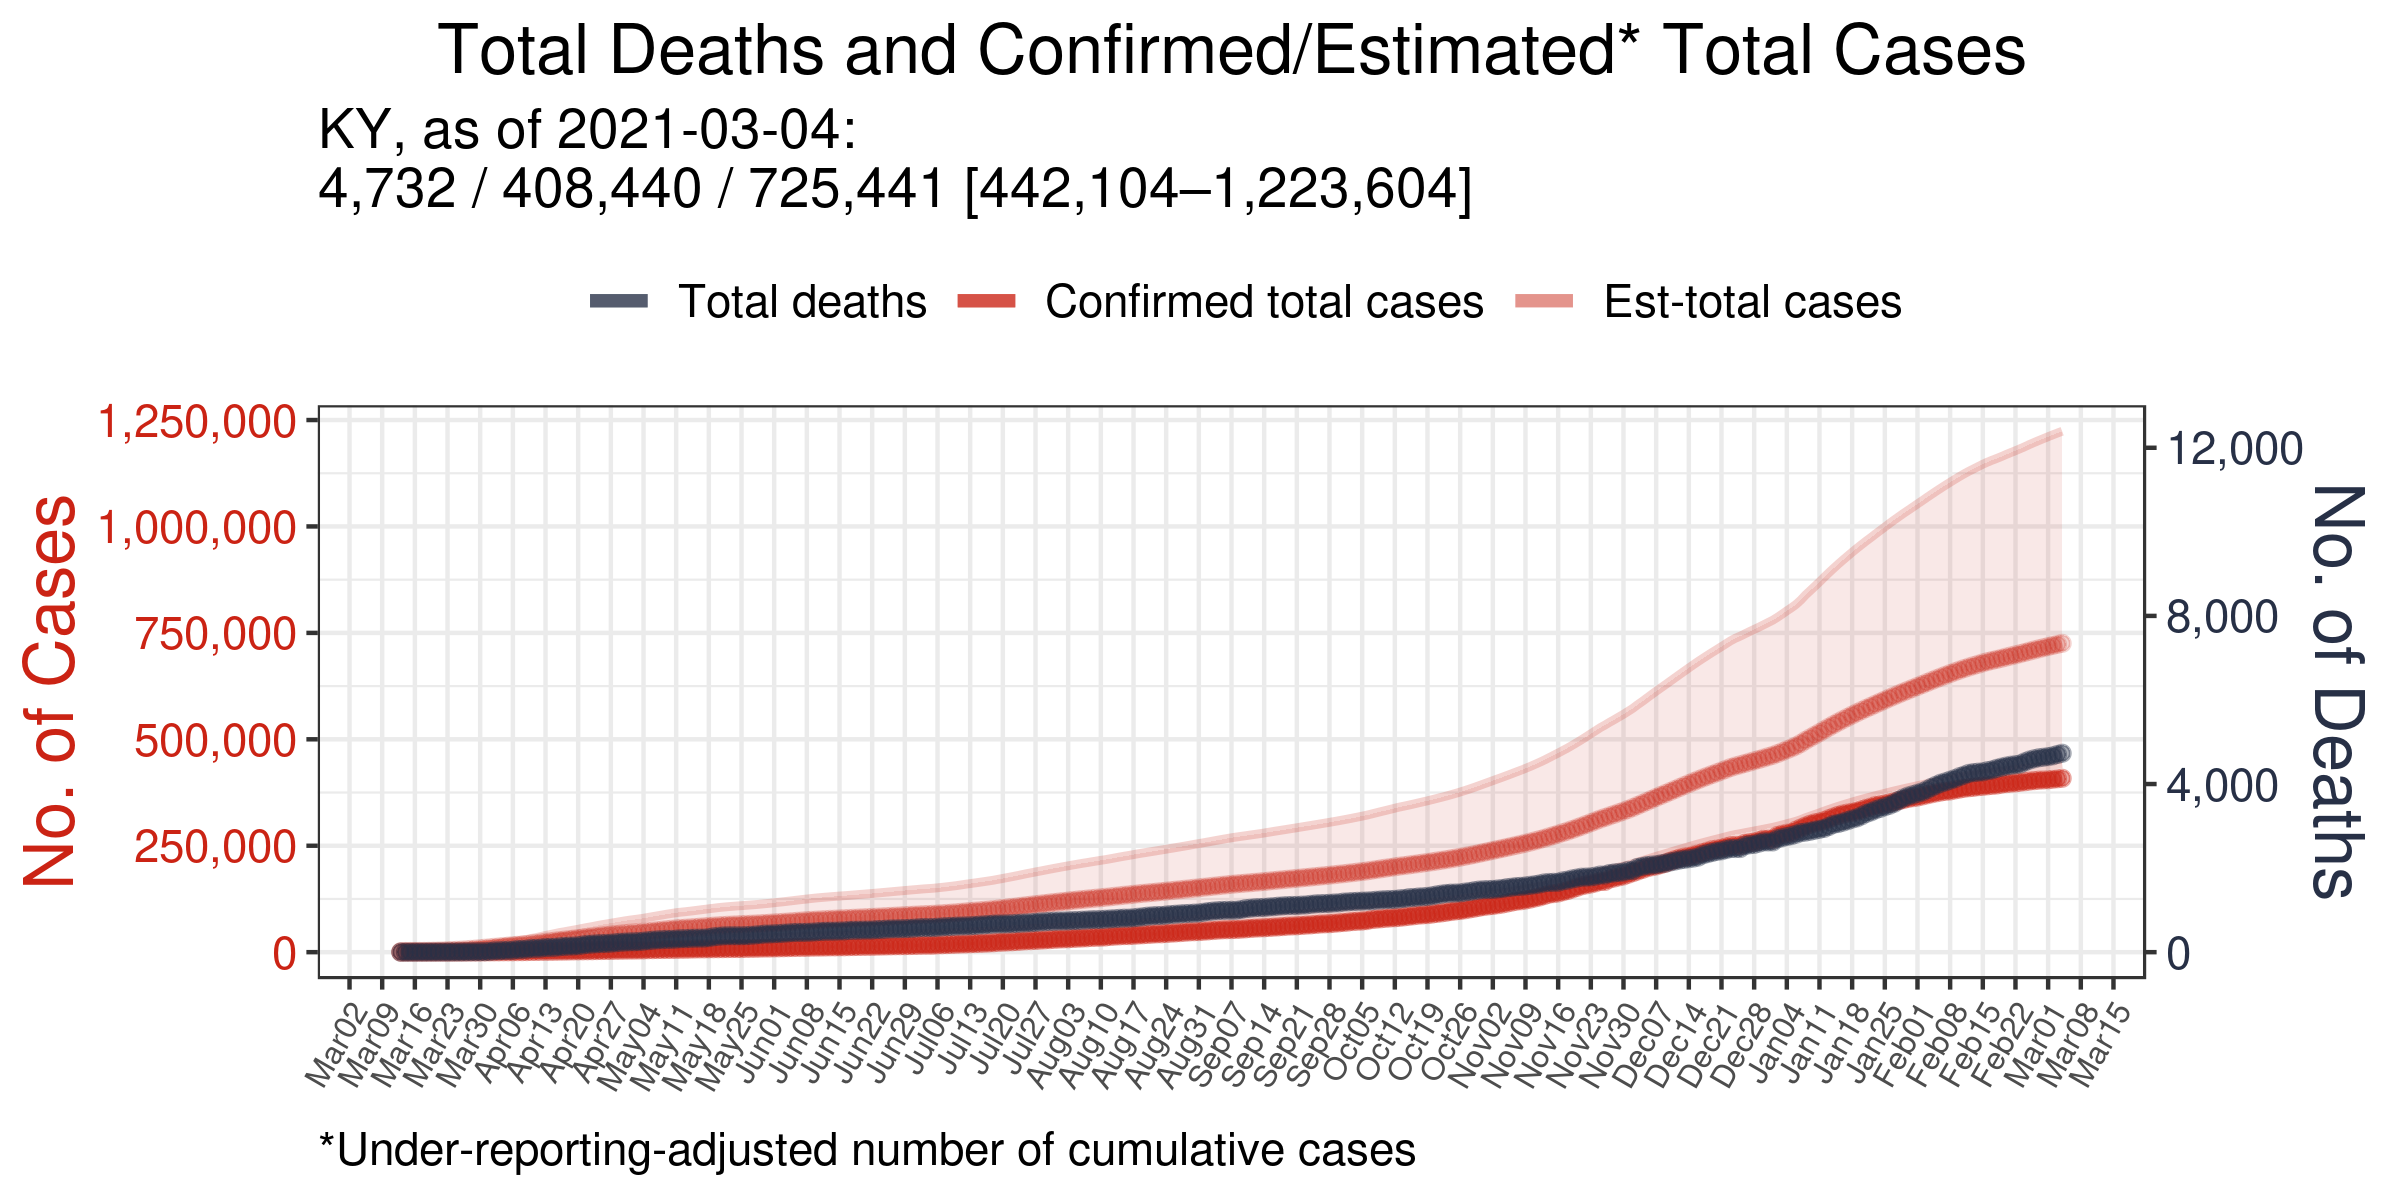 Total Deaths and Confirmed/Estimated* Total Cases
KY, as of 2021-03-04:
4,732 / 408,440 / 725,441 [442,104–1,223,604]
Total deaths
Confirmed total cases
Est-total cases
No. of Cases
1,250,000
1,000,000
750,000
500,000
250,000
0
12,000
8,000
4,000
0
No. of Deaths
Mar02
Mar09
Mar16
Mar23
Mar30
Apr06
Apr13
Apr20
Apr27
May04
May11
May18
May25
Jun01
Jun08
Jun15
Jun22
Jun29
Jul06
Jul13
Jul20
Jul27
Aug03
Aug10
Aug17
Aug24
Aug31
Sep07
Sep14
Sep21
Sep28
Oct05
Oct12
Oct19
Oct26
Nov02
Nov09
Nov16
Nov23
Nov30
Dec07
Dec14
Dec21
Dec28
Jan04
Jan11
Jan18
Jan25
Feb01
Feb08
Feb15
Feb22
Mar01
Mar08
Mar15
*Under-reporting-adjusted number of cumulative cases